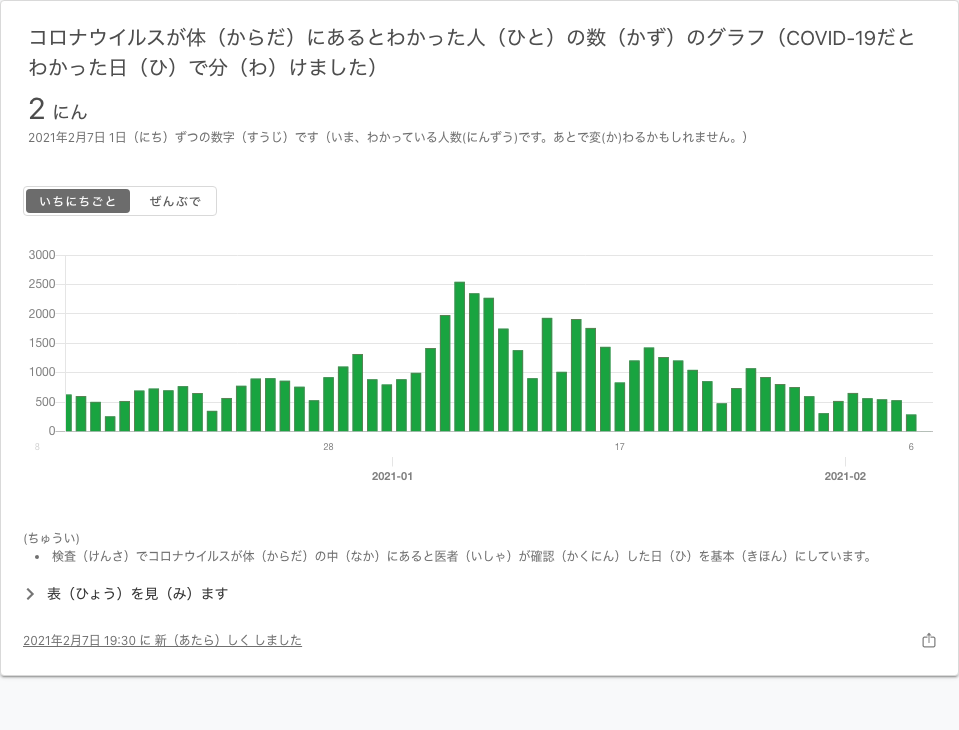 コロナウイルスが体（からだ）にあるとわかった人（ひと）の数（かず）のグラフ（COVID-19だと
わかった日（ひ）で分（わ）けました）
2 にん
2021年2月7日 1日（にち）ずつの数字（すうじ）です（いま、わかっている人数(にんずう)です。あとで変(か)わるかもしれません。）
いちにちごと ぜんぶで
3000
2500
2000
1500
1000
500
0
8 28 17 6
2021-01 2021-02
(ちゅうい)
• 検査（けんさ）でコロナウイルスが体（からだ）の中（なか）にあると医者（いしゃ）が確認（かくにん）した日（ひ）を基本（きほん）にしています。
表（ひょう）を見（み）ます
2021年2月7日 19:30 に 新（あたら）しく しました